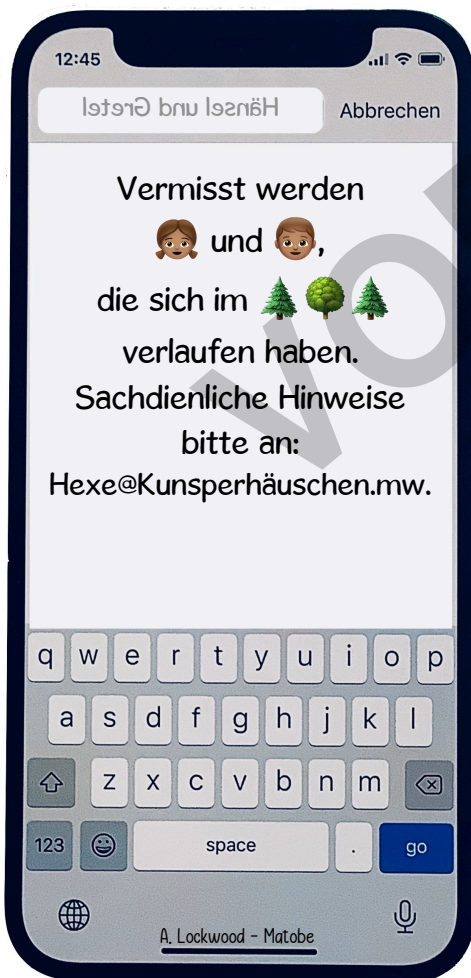 12:45
Hänsel und Gretel Abbrechen
Vermisst werden
und ,
die sich im
verlaufen haben.
Sachdienliche Hinweise
bitte an:
Hexe@Kunsperhäuschen.mw.
q w e r t y u i o p
a s d f g h j k l
z x c v b n m
123 space . go
A. Lockwood - Matobe